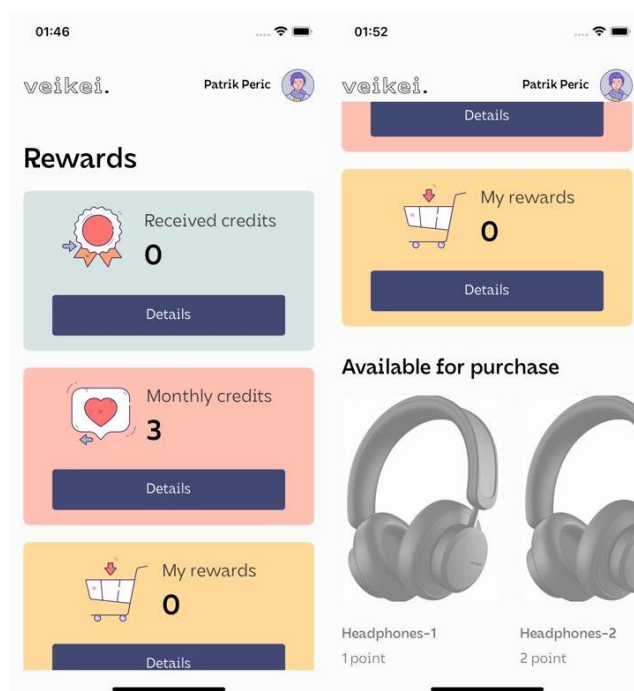 01:46
veikei.
Patrik Peric
Rewards
Received credits
0
Details
Monthly credits
3
Details
My rewards
0
Details
01:52
veikei.
Patrik Peric
Details
My rewards
0
Details
Available for purchase
Headphones-1
1 point
Headphones-2
2 point